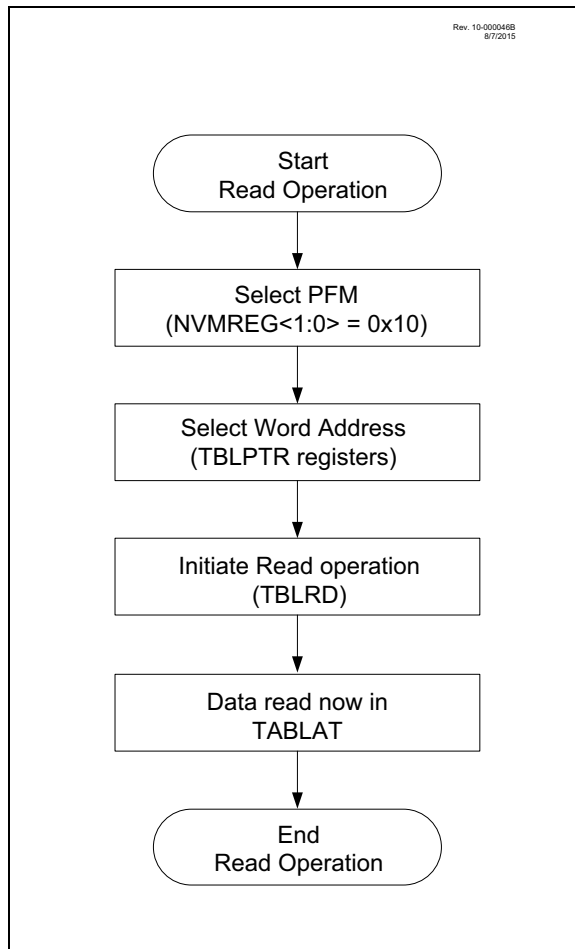 Rev. 10-000046B
8/7/2015
Start
Read Operation
Select PFM
(NVMREG<1:0> = 0x10)
Select Word Address
(TBLPTR registers)
Initiate Read operation
(TBLRD)
Data read now in
TABLAT
End
Read Operation